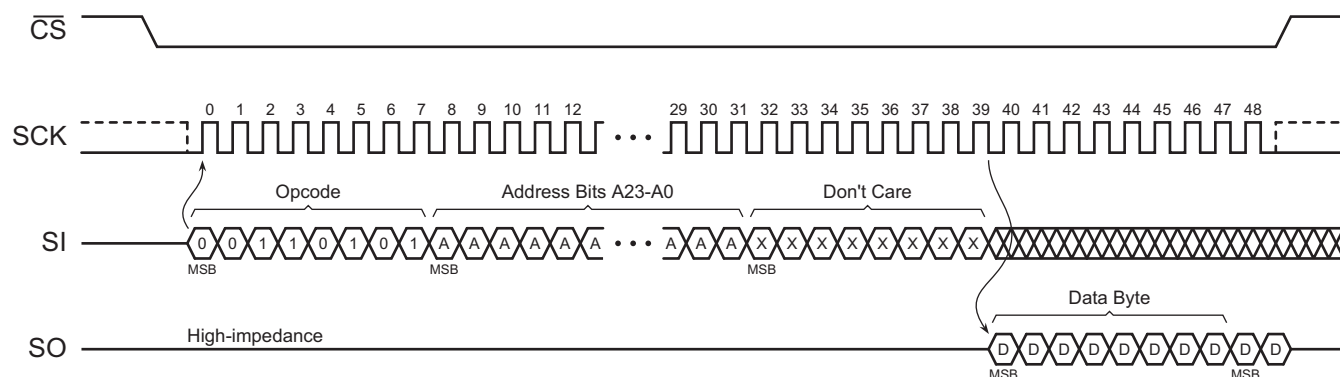 CS
0 1 2 3 4 5 6 7 8 9 10 11 12 29 30 31 32 33 34 35 36 37 38 39 40 41 42 43 44 45 46 47 48
SCK
Opcode Address Bits A23-A0 Don't Care
SI 0 0 1 1 0 1 0 1 A A A A A A A A A X X X X X X X X
MSB MSB MSB
Data Byte
SO High-impedance D D D D D D D D D D
MSB MSB